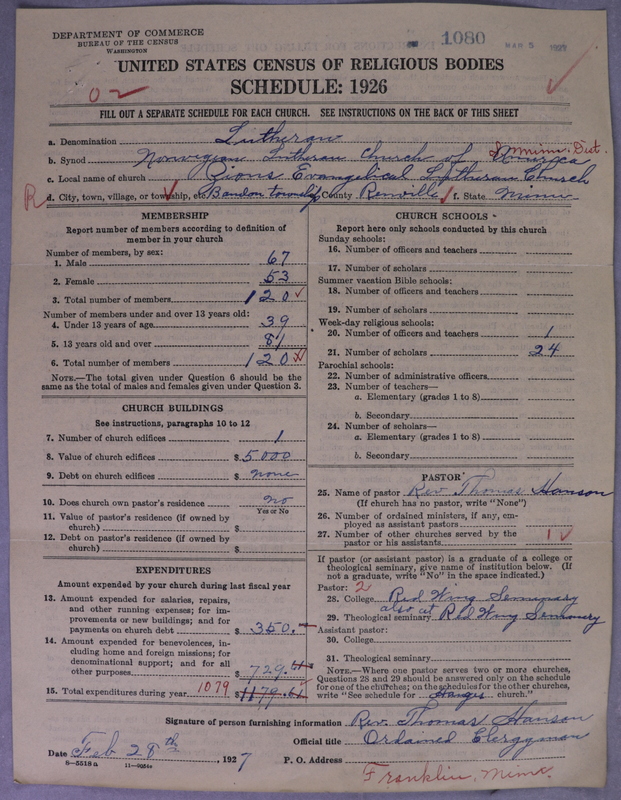 DEPARTMENT OF COMMERCE
BUREAU OF THE CENSUS
WASHINGTON
1080
MAR 5 1927
UNITED STATES CENSUS OF RELIGIOUS BODIES
SCHEDULE: 1926
02
FILL OUT A SEPARATE SCHEDULE FOR EACH CHURCH. SEE INSTRUCTIONS ON THE BACK OF THIS SHEET
a. Denomination Lutheran
b. Synod Norwegian Lutheran Church of America Minn. Dist.
c. Local name of church Zions Evangelical Lutheran Church
R d. City, town, village, or township, etc. Bandon township County Renville f. State Minn.
MEMBERSHIP
Report number of members according to definition of
member in your church
Number of members, by sex:
1. Male 67
2. Female 53
3. Total number of members 120
Number of members under and over 13 years old:
4. Under 13 years of age 39
5. 13 years old and over 81
6. Total number of members 120
NOTE.—The total given under Question 6 should be the
same as the total of males and females given under Question 3.
CHURCH BUILDINGS
See instructions, paragraphs 10 to 12
7. Number of church edifices 1
8. Value of church edifices $5000
9. Debt on church edifices $ none
10. Does church own pastor's residence no
Yes or No
11. Value of pastor's residence (if owned by
church) $
12. Debt on pastor's residence (if owned by
church) $
EXPENDITURES
Amount expended by your church during last fiscal year
13. Amount expended for salaries, repairs,
and other running expenses; for im-
provements or new buildings; and for
payments on church debt $ 350.—
14. Amount expended for benevolences, in-
cluding home and foreign missions; for
denominational support; and for all
other purposes $ 729.
15. Total expenditures during year 1079 $1179.
CHURCH SCHOOLS
Report here only schools conducted by this church
Sunday schools:
16. Number of officers and teachers
17. Number of scholars
Summer vacation Bible schools:
18. Number of officers and teachers
19. Number of scholars
Week-day religious schools:
20. Number of officers and teachers 1
21. Number of scholars 24
Parochial schools:
22. Number of administrative officers
23. Number of teachers—
a. Elementary (grades 1 to 8)
b. Secondary
24. Number of scholars—
a. Elementary (grades 1 to 8)
b. Secondary
PASTOR
25. Name of pastor Rev. Thomas Hanson
(If church has no pastor, write "None")
26. Number of ordained ministers, if any, em-
ployed as assistant pastors
27. Number of other churches served by the
pastor or his assistants 1
If pastor (or assistant pastor) is a graduate of a college or
theological seminary, give name of institution below. (If
not a graduate, write "No" in the space indicated.)
Pastor: 2
28. College Red Wing Seminary
also at
29. Theological seminary Red Wing Seminary
Assistant pastor:
30. College
31. Theological seminary
NOTE.—Where one pastor serves two or more churches,
Questions 28 and 29 should be answered only on the schedule
for one of the churches; on the schedules for the other churches,
write "See schedule for church."
Signature of person furnishing information Rev. Thomas Hanson
Official title Ordained Clergyman
Date Feb 28th, 1927 P. O. Address
8—5518a 11—9554
Franklin, Minn.